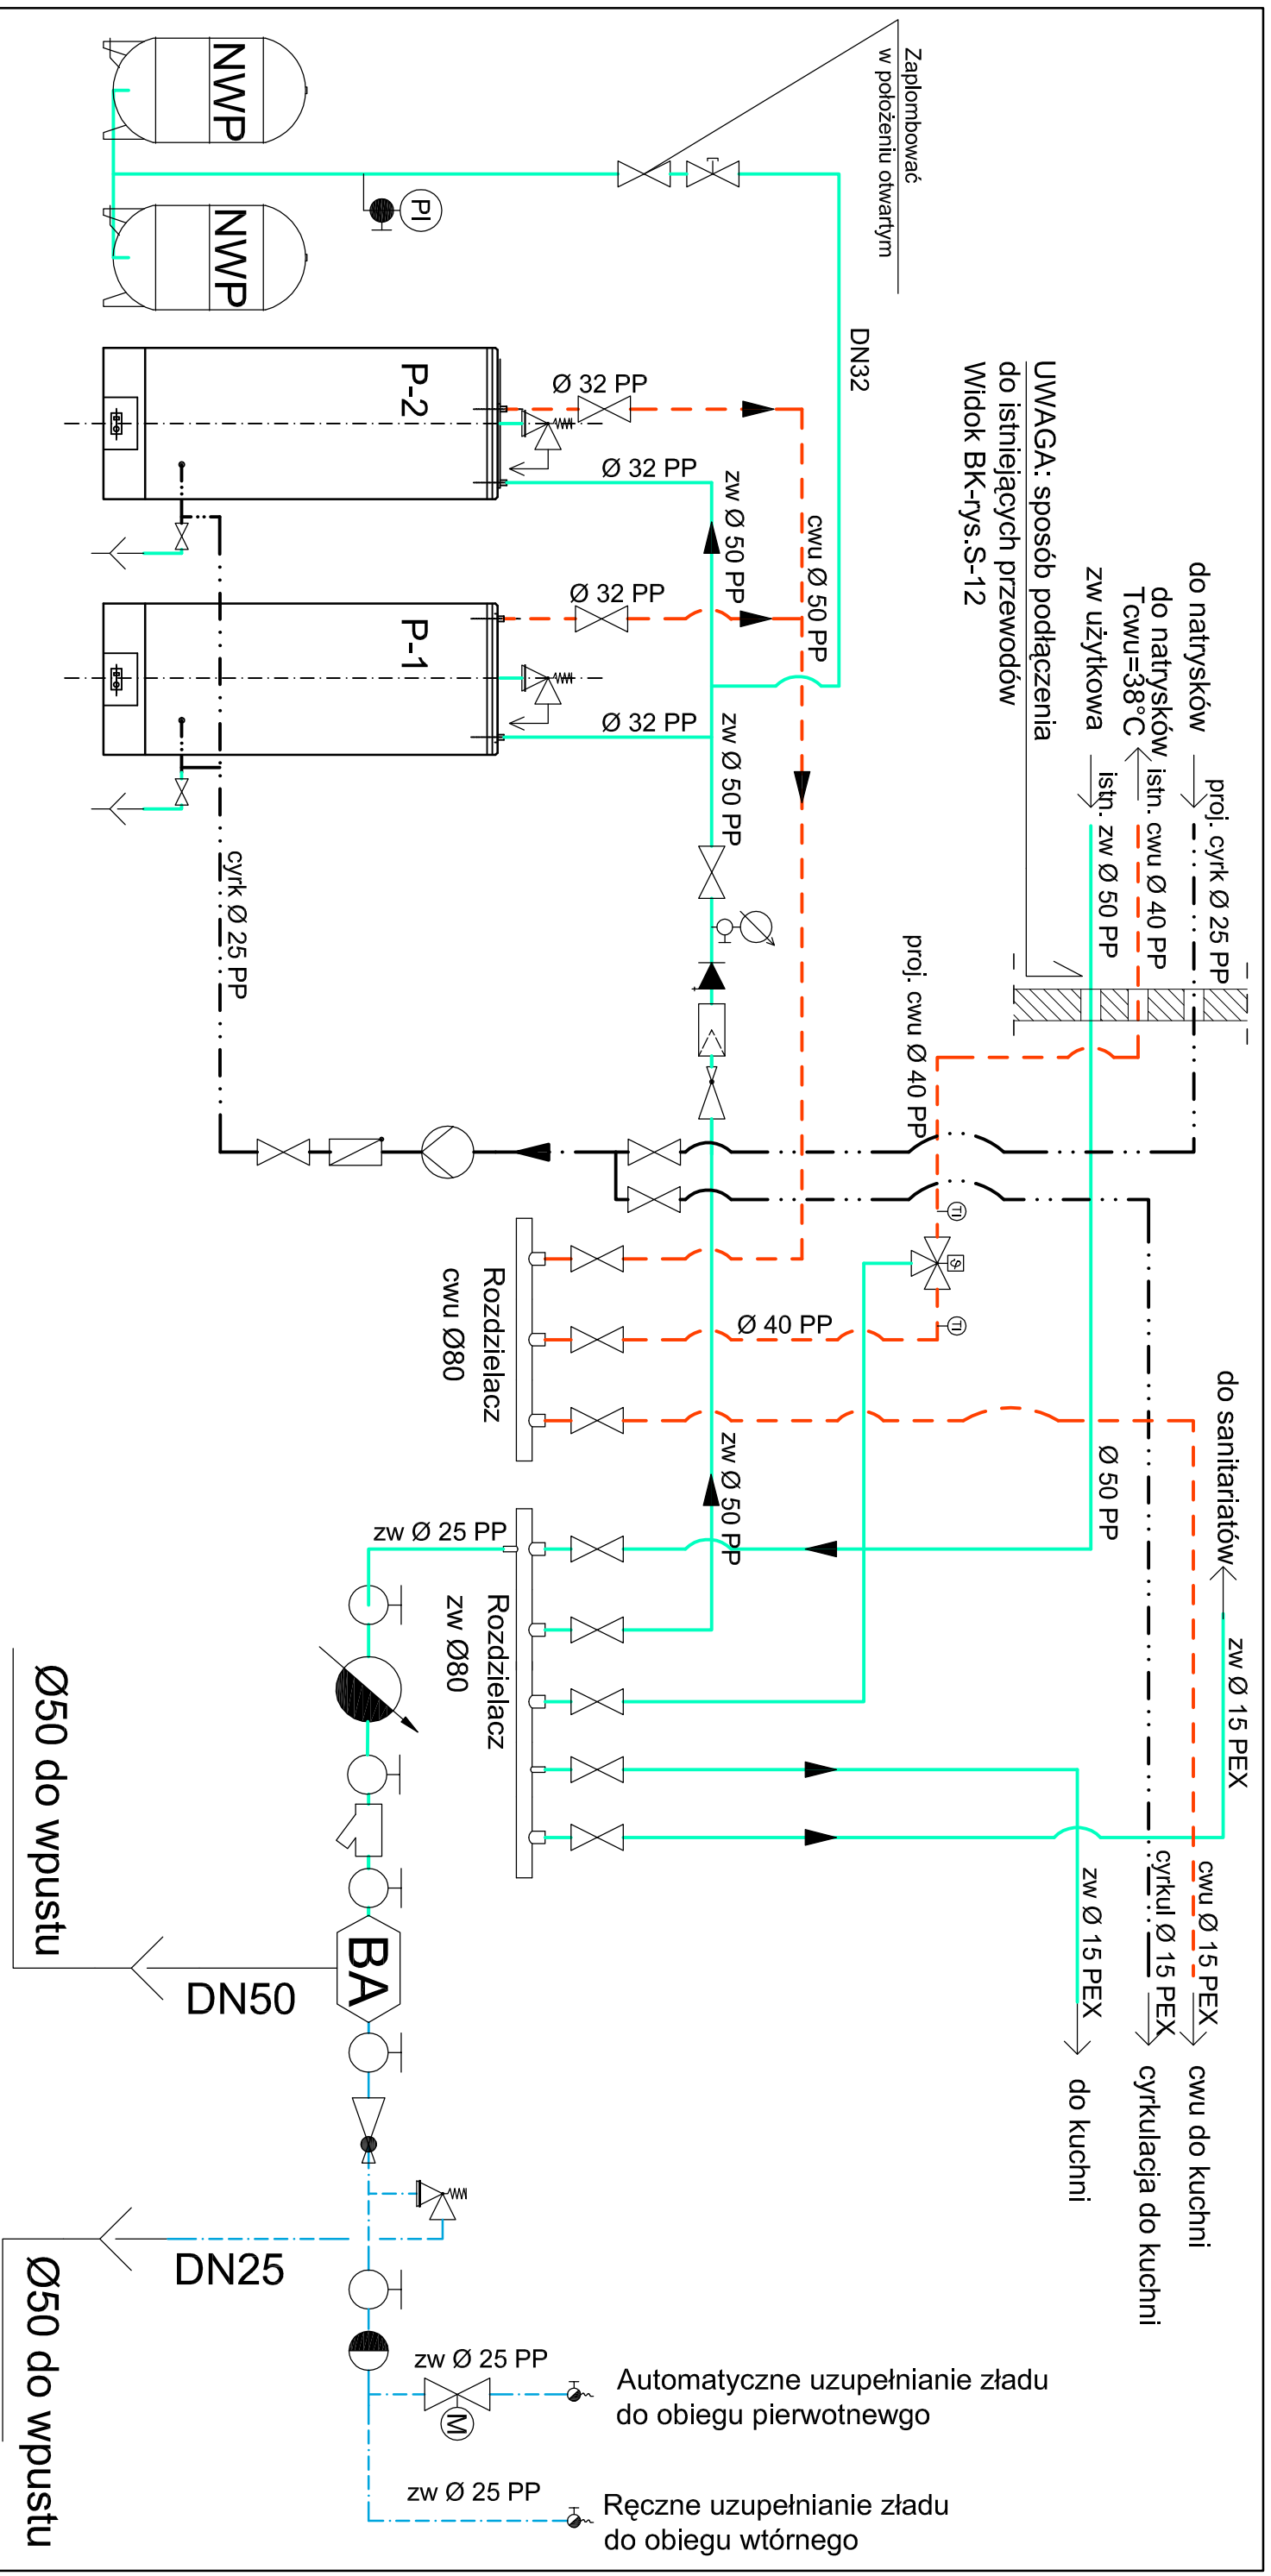 Zaplombować
w położeniu otwartym
NWP
NWP
PI
DN32
UWAGA: sposób podłączenia
do istniejących przewodów
Widok BK-rys.S-12
P-2
P-1
Ø 32 PP
Ø 32 PP
Ø 32 PP
Ø 32 PP
zw Ø 50 PP
cwu Ø 50 PP
zw Ø 50 PP
cyrk Ø 25 PP
do natrysków
do natrysków
Tcwu=38°C
zw użytkowa
proj. cyrk Ø 25 PP
istn. cwu Ø 40 PP
istn. zw Ø 50 PP
proj. cwu Ø 40 PP
TI
TI
Ø 40 PP
Rozdzielacz
cwu Ø80
zw Ø 50 PP
Ø 50 PP
do sanitariatów
zw Ø 15 PEX
zw Ø 25 PP
Rozdzielacz
zw Ø80
cwu Ø 15 PEX
cyrkul Ø 15 PEX
zw Ø 15 PEX
cwu do kuchni
cyrkulacja do kuchni
do kuchni
BA
DN50
Ø50 do wpustu
DN25
Ø50 do wpustu
zw Ø 25 PP
M
Automatyczne uzupełnianie zładu
do obiegu pierwotnewgo
zw Ø 25 PP
Ręczne uzupełnianie zładu
do obiegu wtórnego